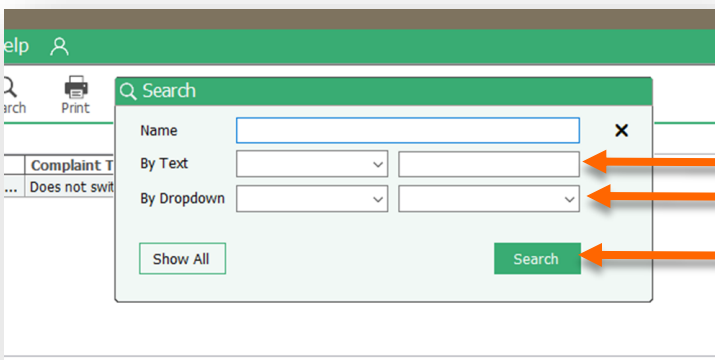 elp
arch
Print
Search
Name
By Text
By Dropdown
Show All
Search
Complaint T
... Does not swit